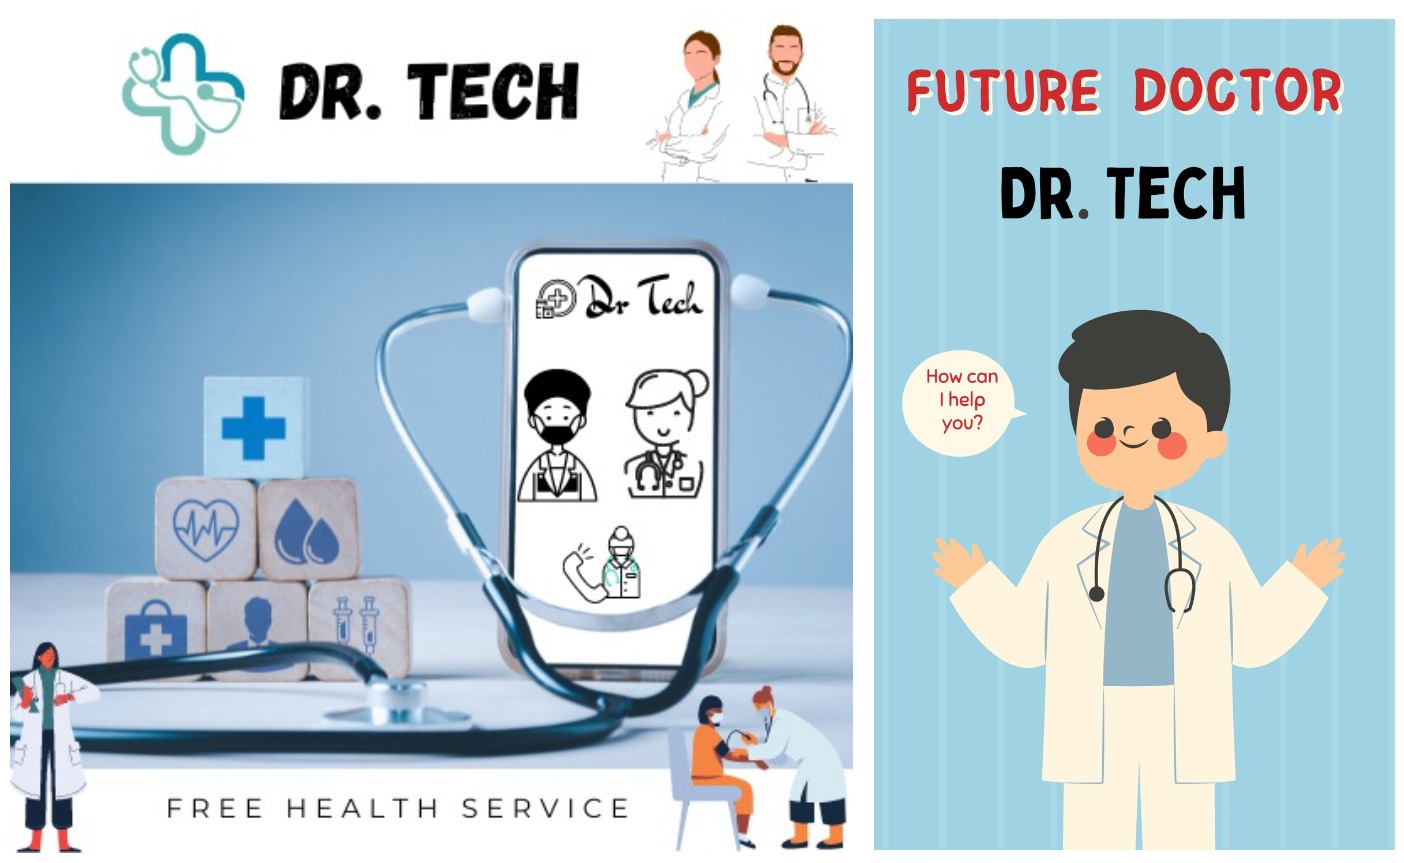 DR. TECH
Dr Tech
FREE HEALTH SERVICE
FUTURE DOCTOR
DR. TECH
How can
I help
you?